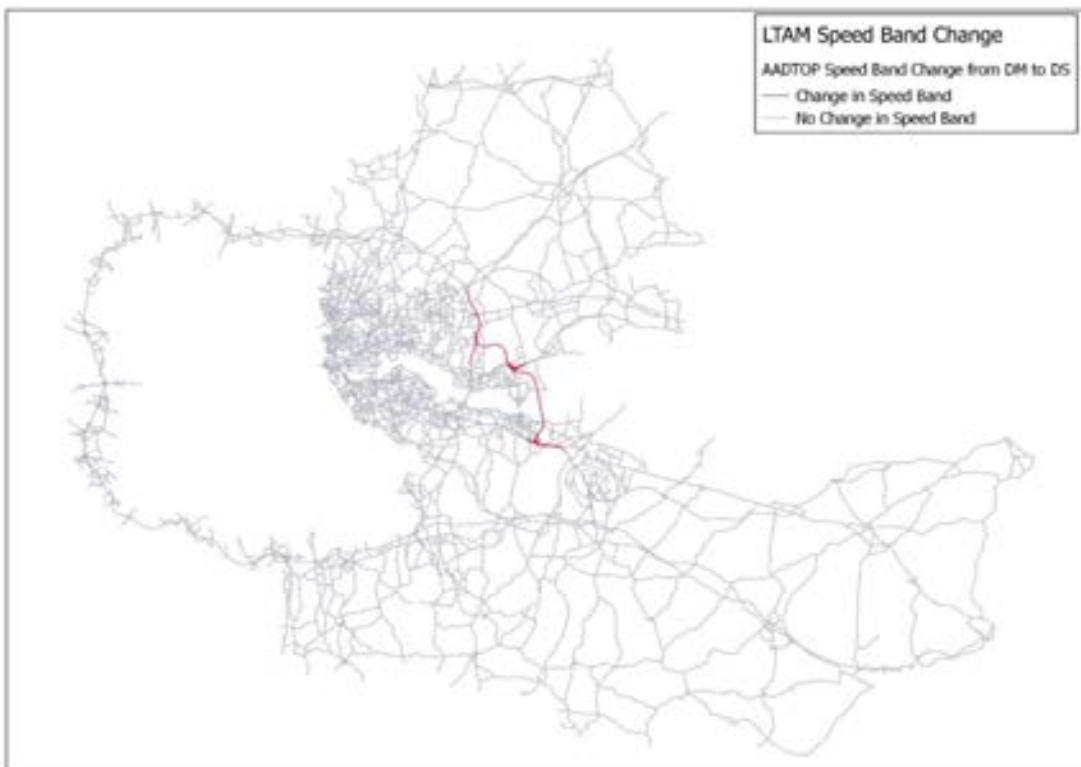 LTAM Speed Band Change
AADTOP Speed Band Change from DM to DS
Change in Speed Band
No Change in Speed Band